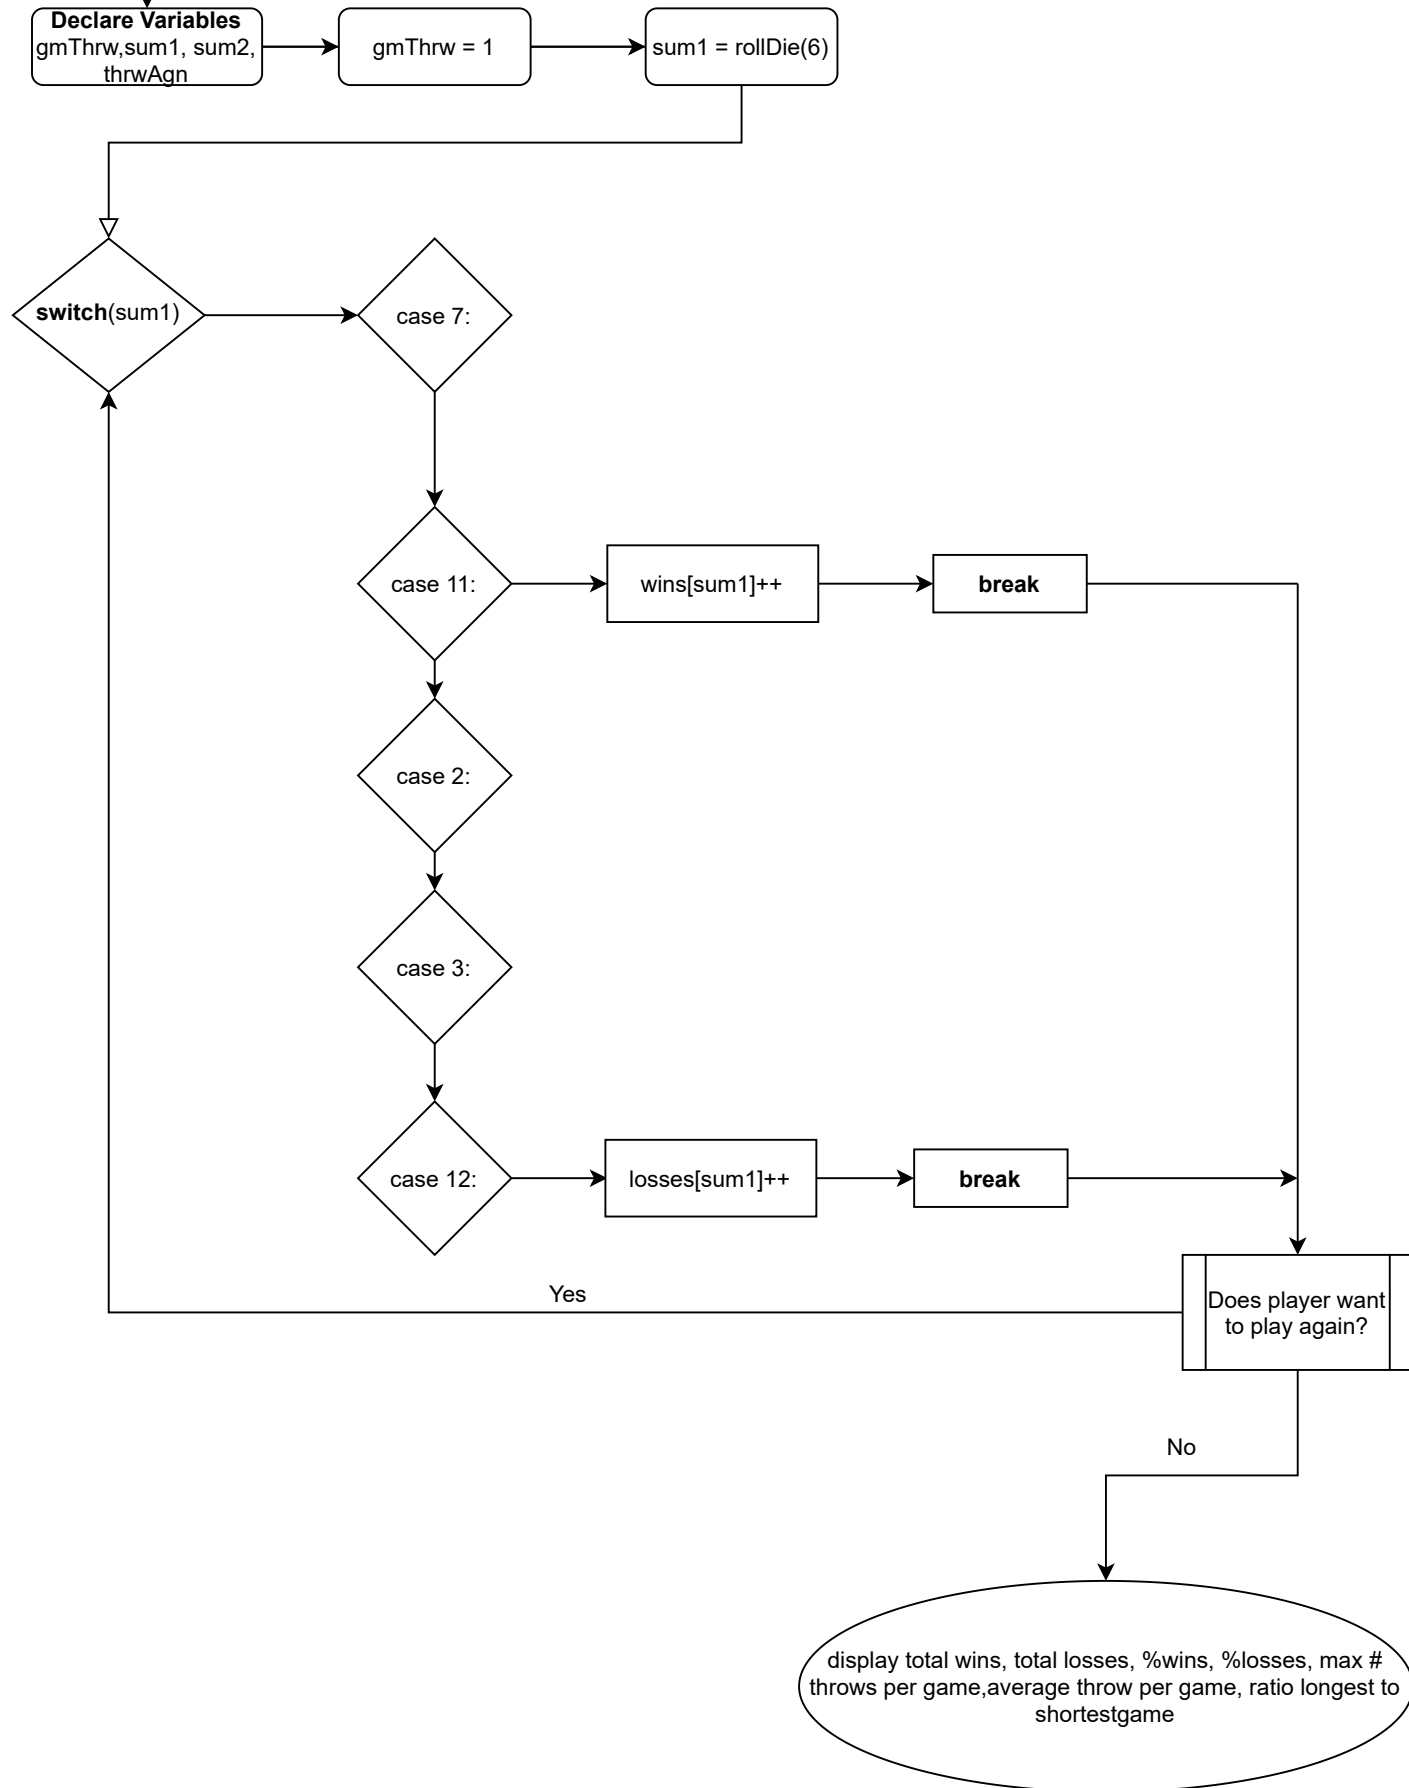 Declare Variables
gmThrw,sum1, sum2,
thrwAgn
gmThrw = 1
sum1 = rollDie(6)
switch(sum1)
case 7:
case 11:
wins[sum1]++
break
case 2:
case 3:
case 12:
losses[sum1]++
break
Yes
Does player want
to play again?
No
display total wins, total losses, %wins, %losses, max #
throws per game,average throw per game, ratio longest to
shortestgame